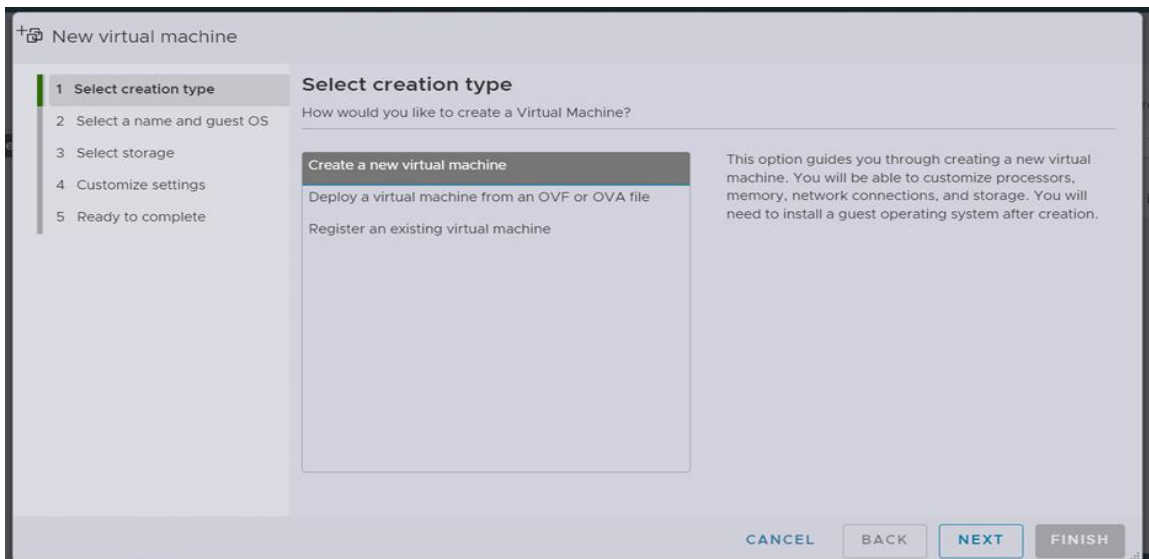 New virtual machine
1 Select creation type
2 Select a name and guest OS
3 Select storage
4 Customize settings
5 Ready to complete
Select creation type
How would you like to create a Virtual Machine?
Create a new virtual machine
Deploy a virtual machine from an OVF or OVA file
Register an existing virtual machine
This option guides you through creating a new virtual
machine. You will be able to customize processors,
memory, network connections, and storage. You will
need to install a guest operating system after creation.
CANCEL
BACK
NEXT
FINISH